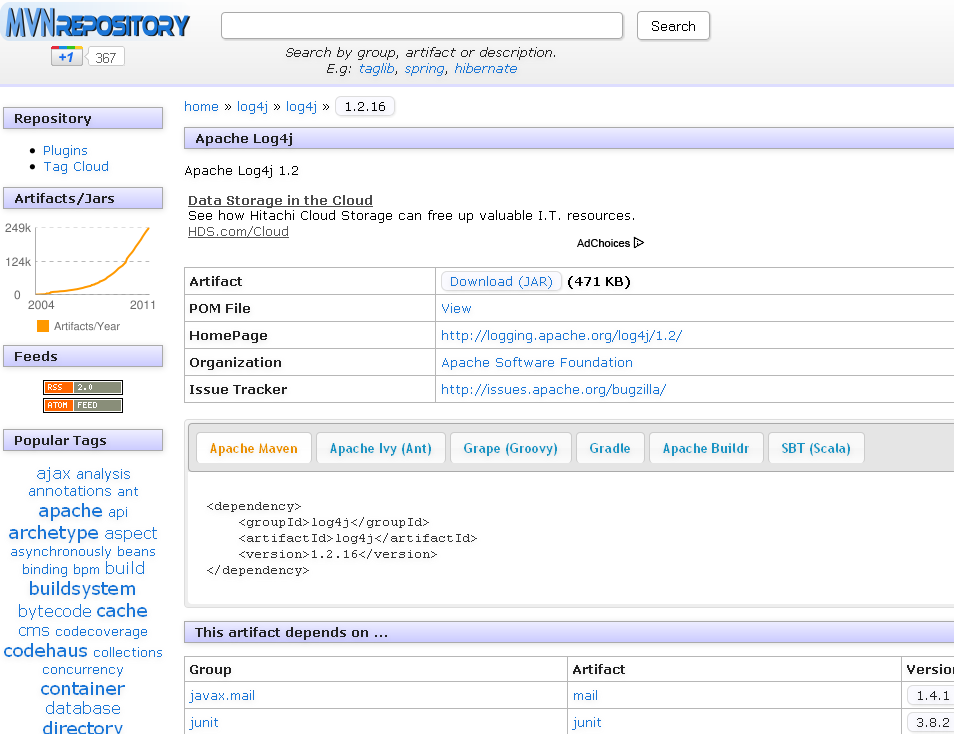 MVNREPOSITORY
Search
+1 367
Search by group, artifact or description.
E.g: taglib, spring, hibernate
home » log4j » log4j » 1.2.16
Repository
Plugins
Tag Cloud
Artifacts/Jars
249k
124k
0
2004 2011
Artifacts/Year
Feeds
RSS 2.0
ATOM FEED
Popular Tags
ajax analysis
annotations ant
apache api
archetype aspect
asynchronously beans
binding bpm build
buildsystem
bytecode cache
cms codecoverage
codehaus collections
concurrency
container
database
directory
Apache Log4j
Apache Log4j 1.2
Data Storage in the Cloud
See how Hitachi Cloud Storage can free up valuable I.T. resources.
HDS.com/Cloud
AdChoices
Artifact Download (JAR) (471 KB)
POM File View
HomePage http://logging.apache.org/log4j/1.2/
Organization Apache Software Foundation
Issue Tracker http://issues.apache.org/bugzilla/
Apache Maven Apache Ivy (Ant) Grape (Groovy) Gradle Apache Buildr SBT (Scala)
<dependency>
<groupId>log4j</groupId>
<artifactId>log4j</artifactId>
<version>1.2.16</version>
</dependency>
This artifact depends on ...
Group Artifact Version
javax.mail mail 1.4.1
junit junit 3.8.2